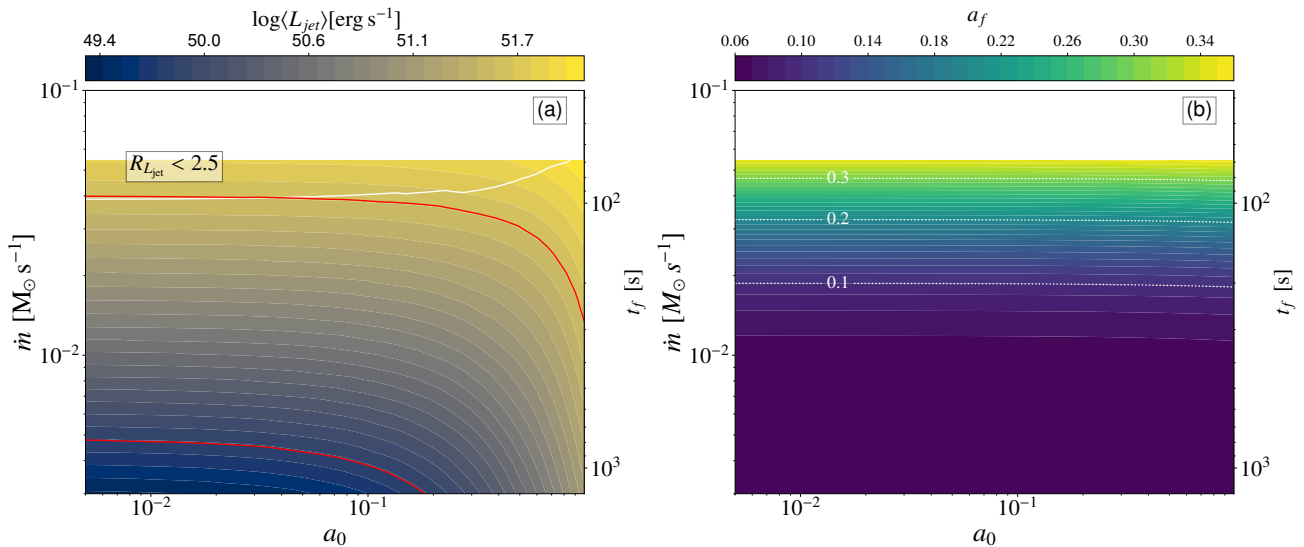 log⟨L_jet⟩[erg s⁻¹]
49.4 50.0 50.6 51.1 51.7
(a)
R_{L_jet} < 2.5
10⁻¹
10⁻²
ṁ [M⊙ s⁻¹]
10²
10³
t_f [s]
10⁻² 10⁻¹
a₀
a_f
0.06 0.10 0.14 0.18 0.22 0.26 0.30 0.34
(b)
0.3
0.2
0.1
10⁻¹
10⁻²
ṁ [M⊙ s⁻¹]
10²
10³
t_f [s]
10⁻² 10⁻¹
a₀